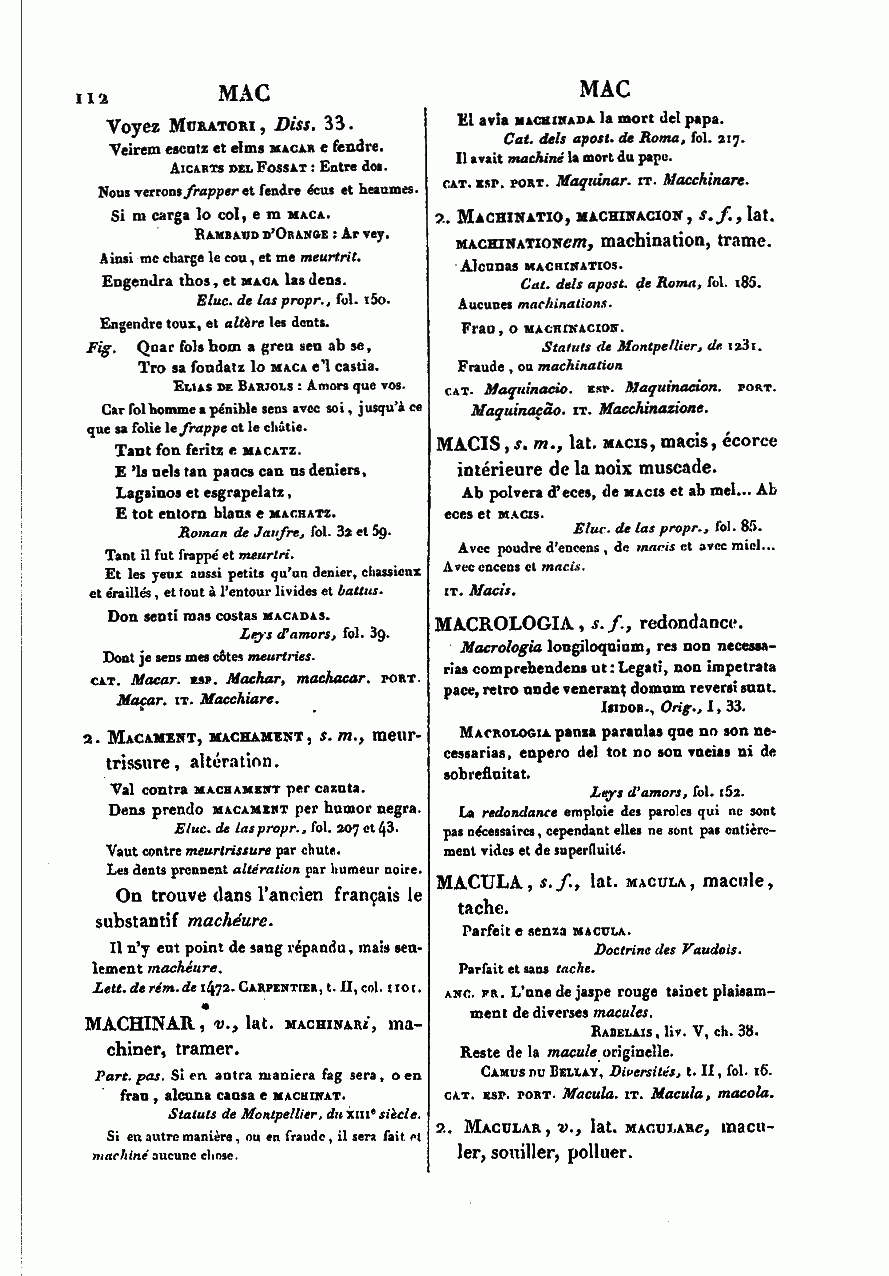 112 MAC
Voyez MURATORI, Diss. 33.
Veirem escutz et elms MACAR e fendre.
AICARTS DEL FOSSAT : Entre dos.
Nous verrons frapper et fendre écus et heaumes.
Si m carga lo col, e m MACA.
RAMBAUD D'ORANGE : Ar vey.
Ainsi me charge le cou, et me meurtrit.
Engendra thos, et MACA las dens.
Eluc. de las propr., fol. 150.
Engendre toux, et altère les dents.
Fig. Quar fols hom a greu sen ab se,
Tro sa foudatz lo MACA e'l castia.
ELIAS DE BARJOLS : Amors que vos.
Car fol homme a pénible sens avec soi, jusqu'à ce
que sa folie le frappe et le châtie.
Tant fon feritz e MACATZ.
E 'ls uels tan paucs can us deniers,
Lagainos et esgrapelatz,
E tot entorn blaus e MACHATZ.
Roman de Jaufre, fol. 32 et 59.
Tant il fut frappé et meurtri.
Et les yeux aussi petits qu'un denier, chassieux
et éraillés, et tout à l'entour livides et battus.
Don senti mas costas MACADAS.
Leys d'amors, fol. 39.
Dont je sens mes côtes meurtries.
CAT. Macar. ESP. Machar, machacar. PORT.
Maçar. IT. Macchiare.
2. MACAMENT, MACHAMENT, s. m., meur-
trissure, altération.
Val contra MACHAMENT per cazuta.
Dens prendo MACAMENT per humor negra.
Eluc. de las propr., fol. 207 et 43.
Vaut contre meurtrissure par chute.
Les dents prennent altération par humeur noire.
On trouve dans l'ancien français le
substantif machéure.
Il n'y eut point de sang répandu, mais seu-
lement machéure.
Lett. de rém. de 1472. CARPENTIER, t. II, col. 1101.
MACHINAR, v., lat. MACHINARi, ma-
chiner, tramer.
Part. pas. Si en autra maniera fag sera, o en
frau, alcuna causa e MACHINAT.
Statuts de Montpellier, du XIIIe siècle.
Si en autre manière, ou en fraude, il sera fait et
machiné aucune chose.
MAC
El avia MACHINADA la mort del papa.
Cat. dels apost. de Roma, fol. 217.
Il avait machiné la mort du pape.
CAT. ESP. PORT. Maquinar. IT. Macchinare.
2. MACHINATIO, MACHINACION, s. f., lat.
MACHINATIONem, machination, trame.
Alcunas MACHINATIOS.
Cat. dels apost. de Roma, fol. 185.
Aucunes machinations.
Frau, o MACHINACION.
Statuts de Montpellier, de 1231.
Fraude, ou machination
CAT. Maquinacio. ESP. Maquinacion. PORT.
Maquinação. IT. Macchinazione.
MACIS, s. m., lat. MACIS, macis, écorce
intérieure de la noix muscade.
Ab polvera d'eces, de MACIS et ab mel... Ab
eces et MACIS.
Eluc. de las propr., fol. 85.
Avec poudre d'encens, de macis et avec miel...
Avec encens et macis.
IT. Macis.
MACROLOGIA, s. f., redondance.
Macrologia longiloquium, res non necessa-
rias comprehendens ut : Legati, non impetrata
pace, retro unde venerant domum reversi sunt.
ISIDOR., Orig., I, 33.
MACROLOGIA pauza paraulas que no son ne-
cessarias, enpero del tot no son vueias ni de
sobrefluitat.
Leys d'amors, fol. 152.
La redondance emploie des paroles qui ne sont
pas nécessaires, cependant elles ne sont pas entière-
ment vides et de superfluité.
MACULA, s. f., lat. MACULA, macule,
tache.
Parfeit e senza MACULA.
Doctrine des Vaudois.
Parfait et sans tache.
ANC. FR. L'une de jaspe rouge tainct plaisam-
ment de diverses macules.
RABELAIS, liv. V, ch. 38.
Reste de la macule originelle.
CAMUS DU BELLAY, Diversités, t. II, fol. 16.
CAT. ESP. PORT. Macula. IT. Macula, macola.
2. MACULAR, v., lat. MACULARe, macu-
ler, souiller, polluer.